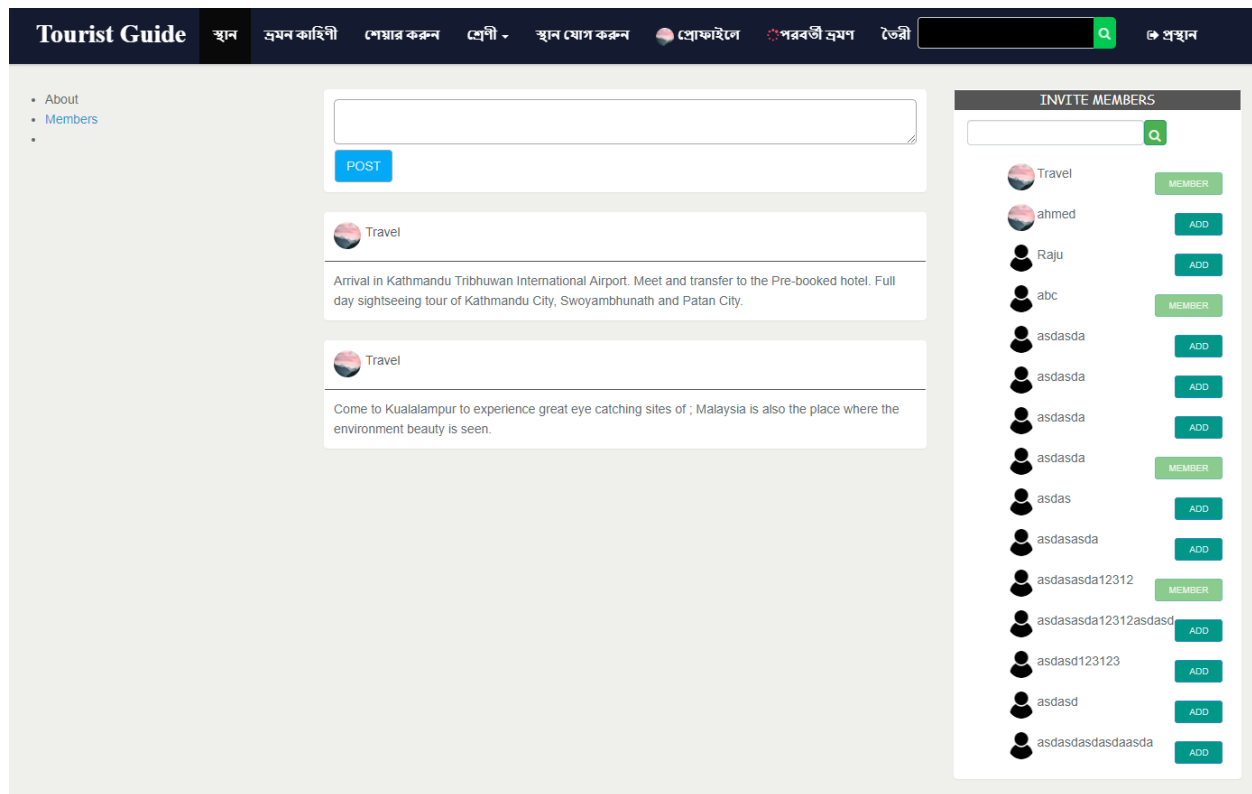 Tourist Guide স্থান ভ্রমন কাহিণী শেয়ার করুন শ্রেণী স্থান যোগ করুন প্রোফাইলে ়পরবর্তী ভ্রমণ তৈরী প্রস্থান
About
Members
POST
Travel
Arrival in Kathmandu Tribhuwan International Airport. Meet and transfer to the Pre-booked hotel. Full
day sightseeing tour of Kathmandu City, Swoyambhunath and Patan City.
Travel
Come to Kualalampur to experience great eye catching sites of ; Malaysia is also the place where the
environment beauty is seen.
INVITE MEMBERS
Travel MEMBER
ahmed ADD
Raju ADD
abc MEMBER
asdasda ADD
asdasda ADD
asdasda ADD
asdasda MEMBER
asdas ADD
asdasasda ADD
asdasasda12312 MEMBER
asdasasda12312asdasd ADD
asdasd123123 ADD
asdasd ADD
asdasdasdasdaasda ADD